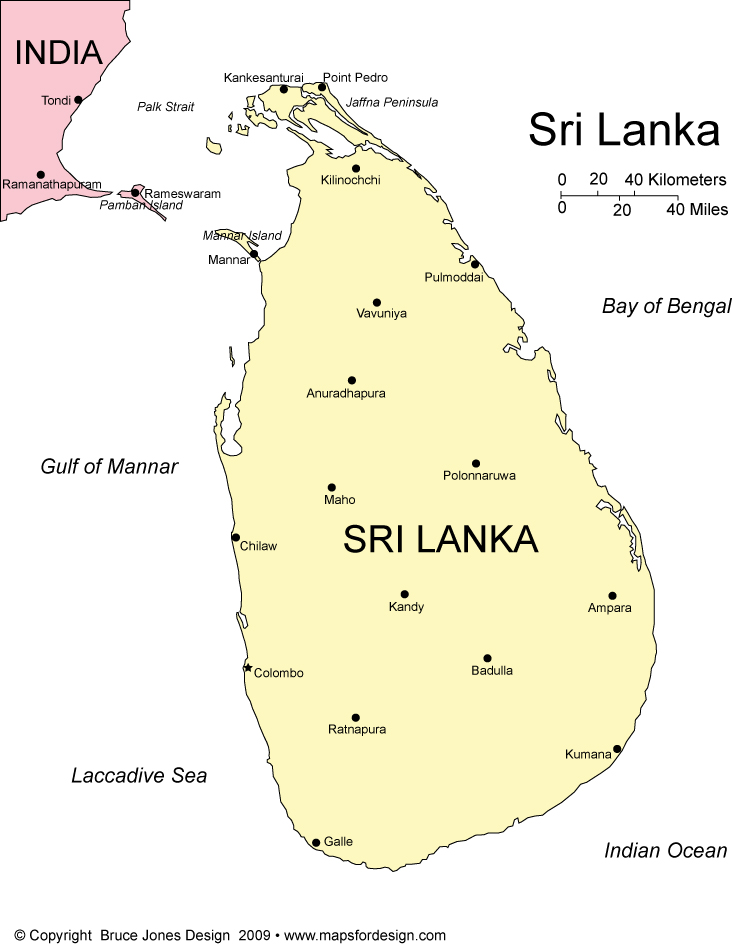 INDIA
Kankesanturai
Point Pedro
Tondi
Palk Strait
Jaffna Peninsula
Sri Lanka
Kilinochchi
0 20 40 Kilometers
0 20 40 Miles
Ramanathapuram
Rameswaram
Pamban Island
Mannar Island
Mannar
Pulmoddai
Bay of Bengal
Vavuniya
Anuradhapura
Gulf of Mannar
Polonnaruwa
Maho
SRI LANKA
Chilaw
Kandy
Ampara
Colombo
Badulla
Ratnapura
Kumana
Laccadive Sea
Galle
Indian Ocean
© Copyright Bruce Jones Design 2009 • www.mapsfordesign.com